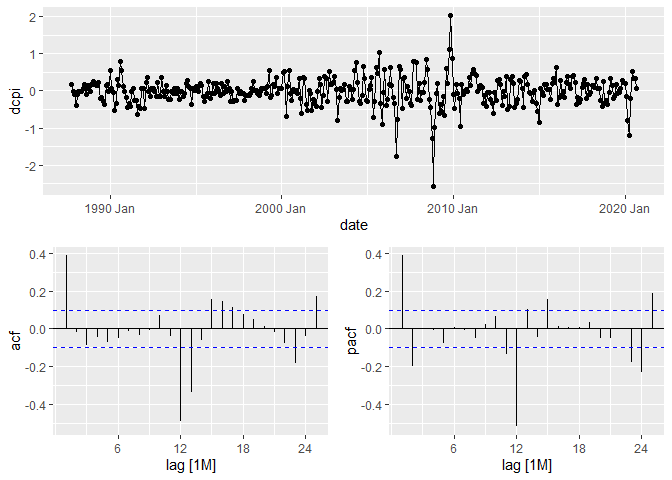 2
1
dcpi
0
-1
-2
1990 Jan 2000 Jan 2010 Jan 2020 Jan
date
0.4 0.4
0.2 0.2
acf pacf
0.0 0.0
-0.2 -0.2
-0.4 -0.4
6 12 18 24 6 12 18 24
lag [1M] lag [1M]